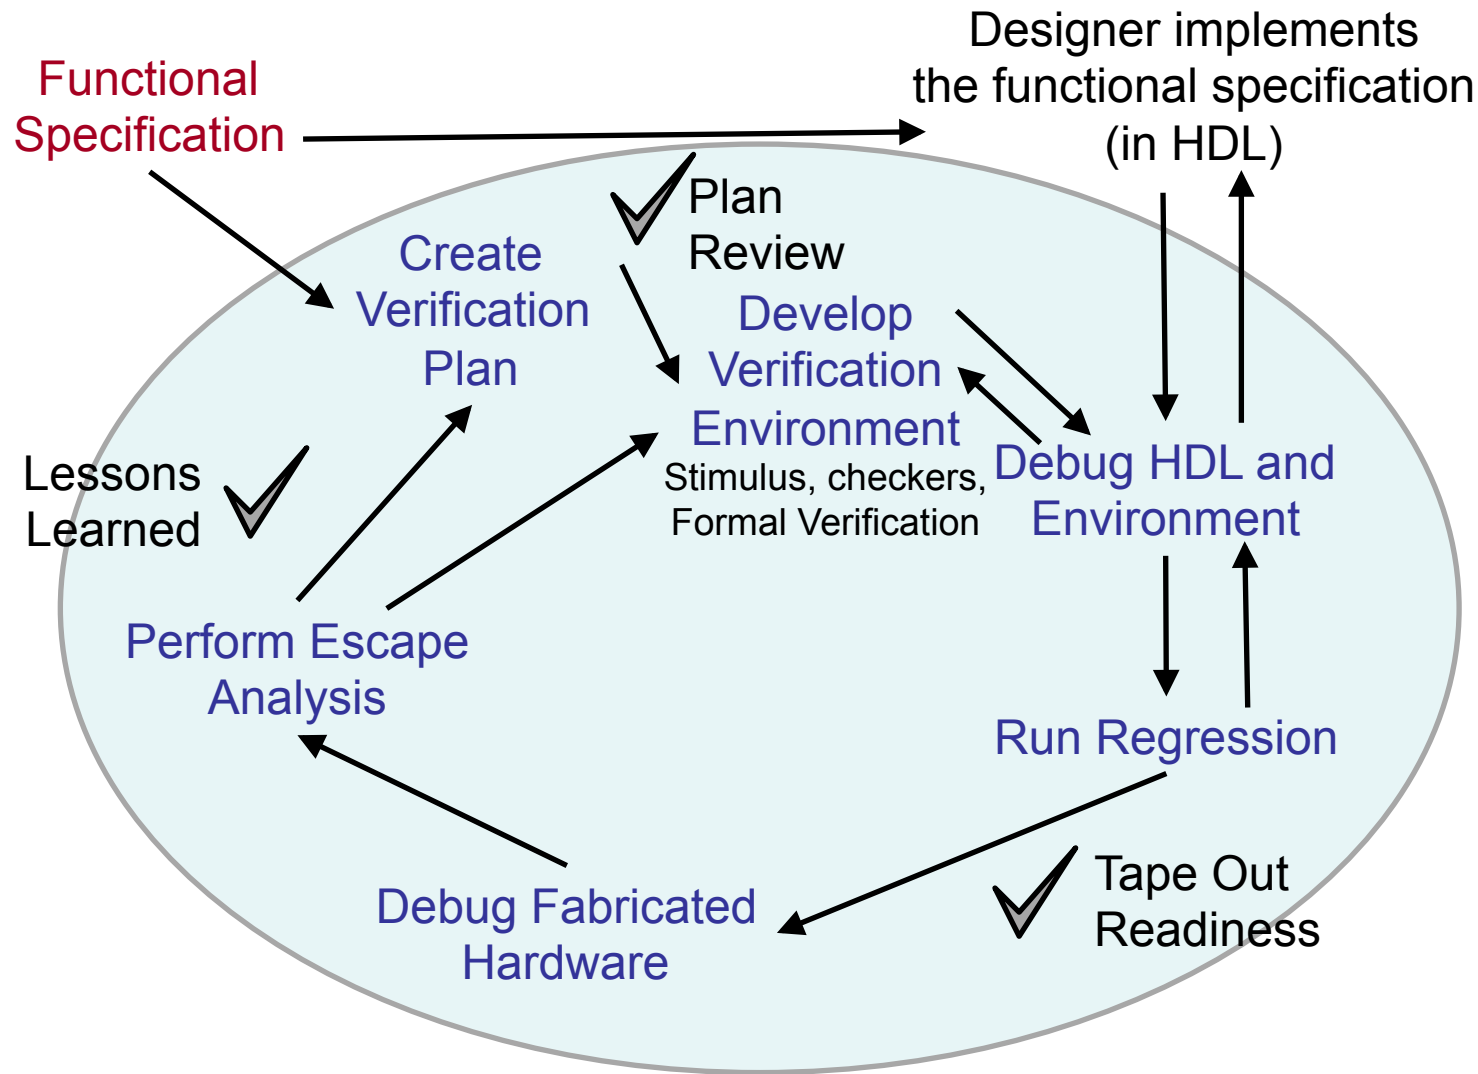 Designer implements
the functional specification
(in HDL)
Functional
Specification
Plan
Review
Create
Verification
Plan
Develop
Verification
Environment
Stimulus, checkers,
Formal Verification
Debug HDL and
Environment
Lessons
Learned
Perform Escape
Analysis
Run Regression
Tape Out
Readiness
Debug Fabricated
Hardware